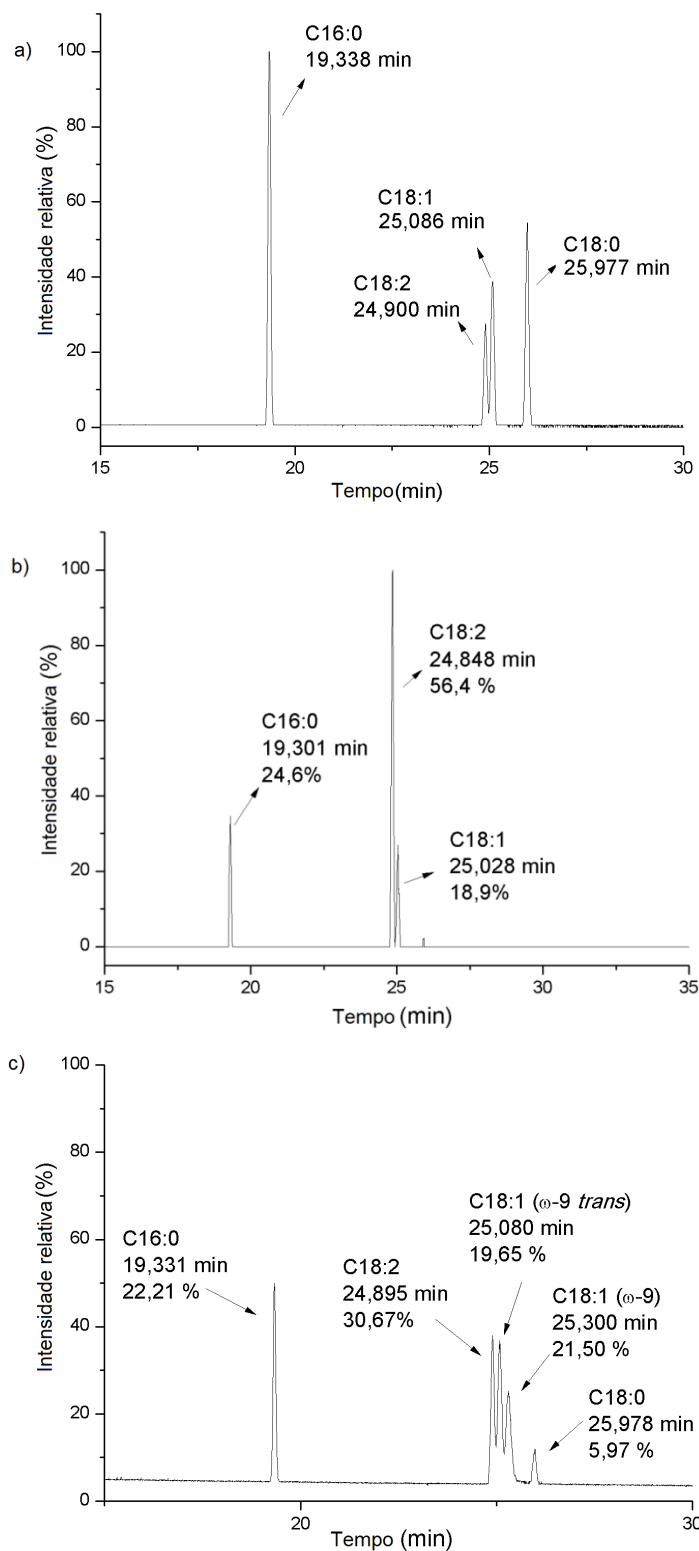 a)
Intensidade relativa (%)
100
80
60
40
20
0
C16:0
19,338 min
C18:1
25,086 min
C18:2
24,900 min
C18:0
25,977 min
15
20
25
30
Tempo(min)
b)
Intensidade relativa (%)
100
80
60
40
20
0
C18:2
24,848 min
56,4 %
C16:0
19,301 min
24,6%
C18:1
25,028 min
18,9%
15
20
25
30
35
Tempo (min)
c)
Intensidade relativa (%)
100
80
60
40
20
0
C18:1 (ω-9 trans)
25,080 min
19,65 %
C16:0
19,331 min
22,21 %
C18:2
24,895 min
30,67%
C18:1 (ω-9)
25,300 min
21,50 %
C18:0
25,978 min
5,97 %
20
30
Tempo (min)